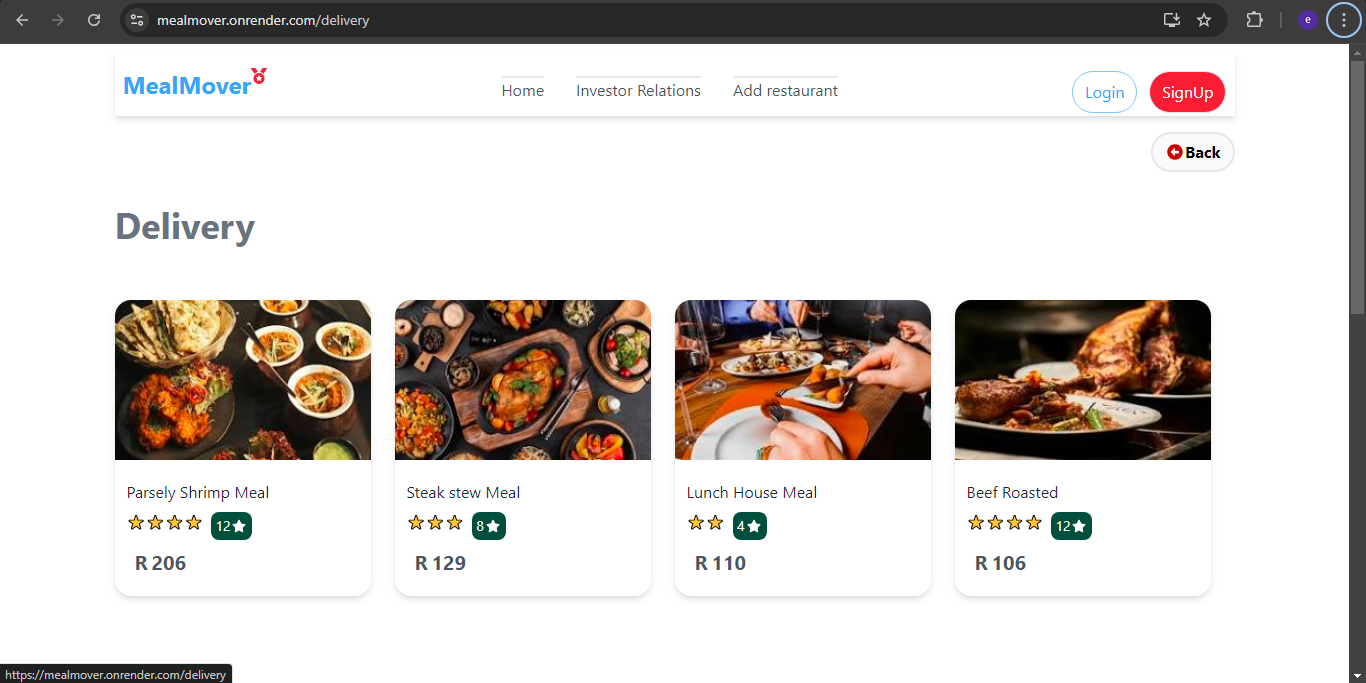 mealmover.onrender.com/delivery
e
MealMover
Home
Investor Relations
Add restaurant
Login
SignUp
Back
Delivery
Parsely Shrimp Meal
12
R 206
Steak stew Meal
8
R 129
Lunch House Meal
4
R 110
Beef Roasted
12
R 106
https://mealmover.onrender.com/delivery